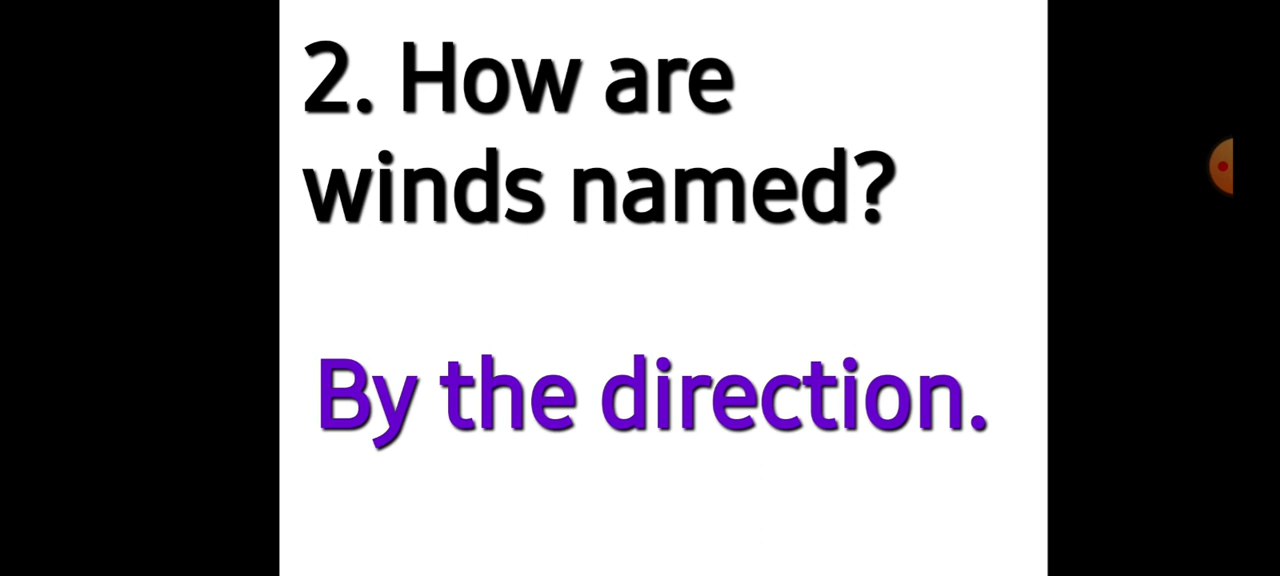 2. How are
winds named?
By the direction.